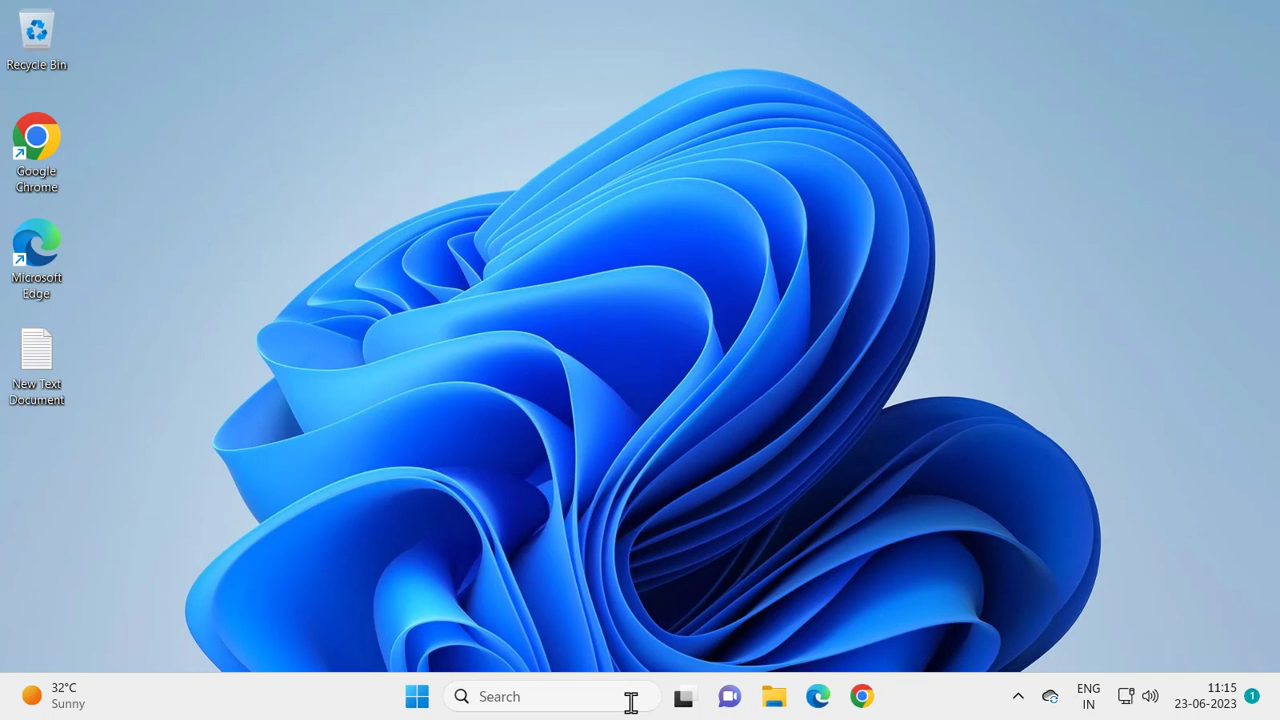 Recycle Bin
Google
Chrome
Microsoft
Edge
New Text
Document
32°C
Sunny
Search
ENG
IN
11:15
23-06-2023
1